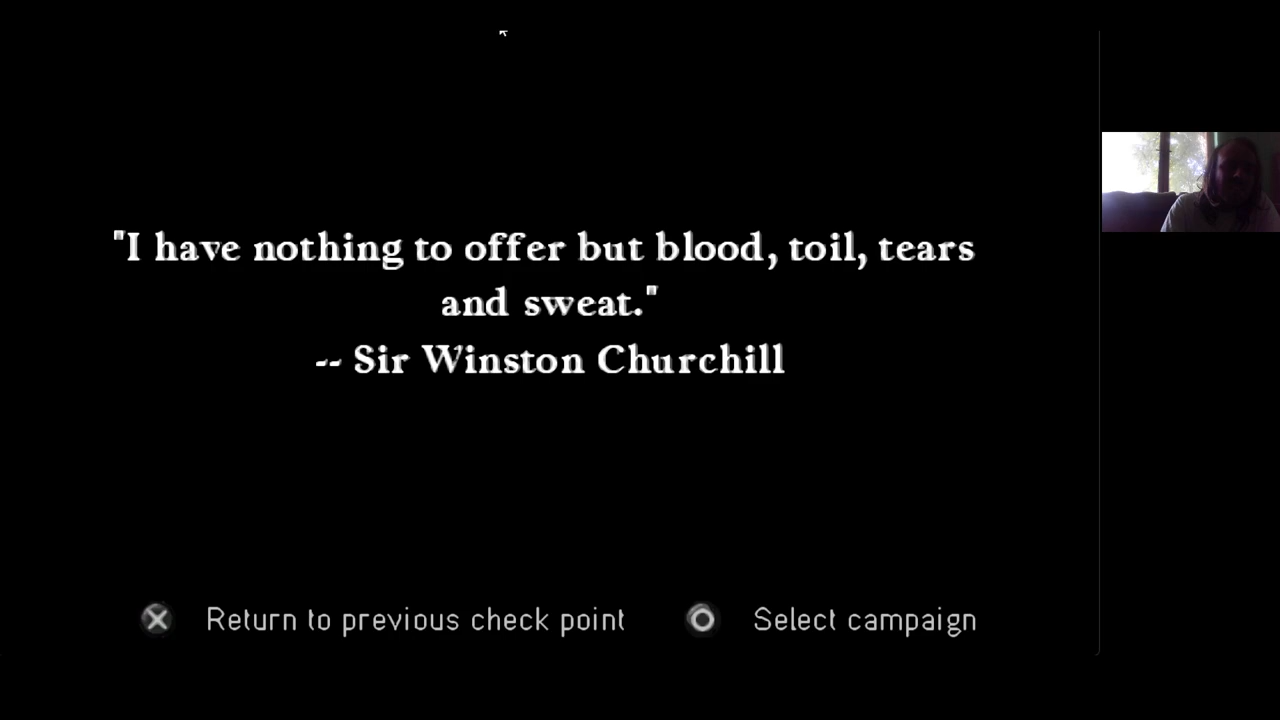 "I have nothing to offer but blood, toil, tears
and sweat."
-- Sir Winston Churchill
Return to previous check point
Select campaign